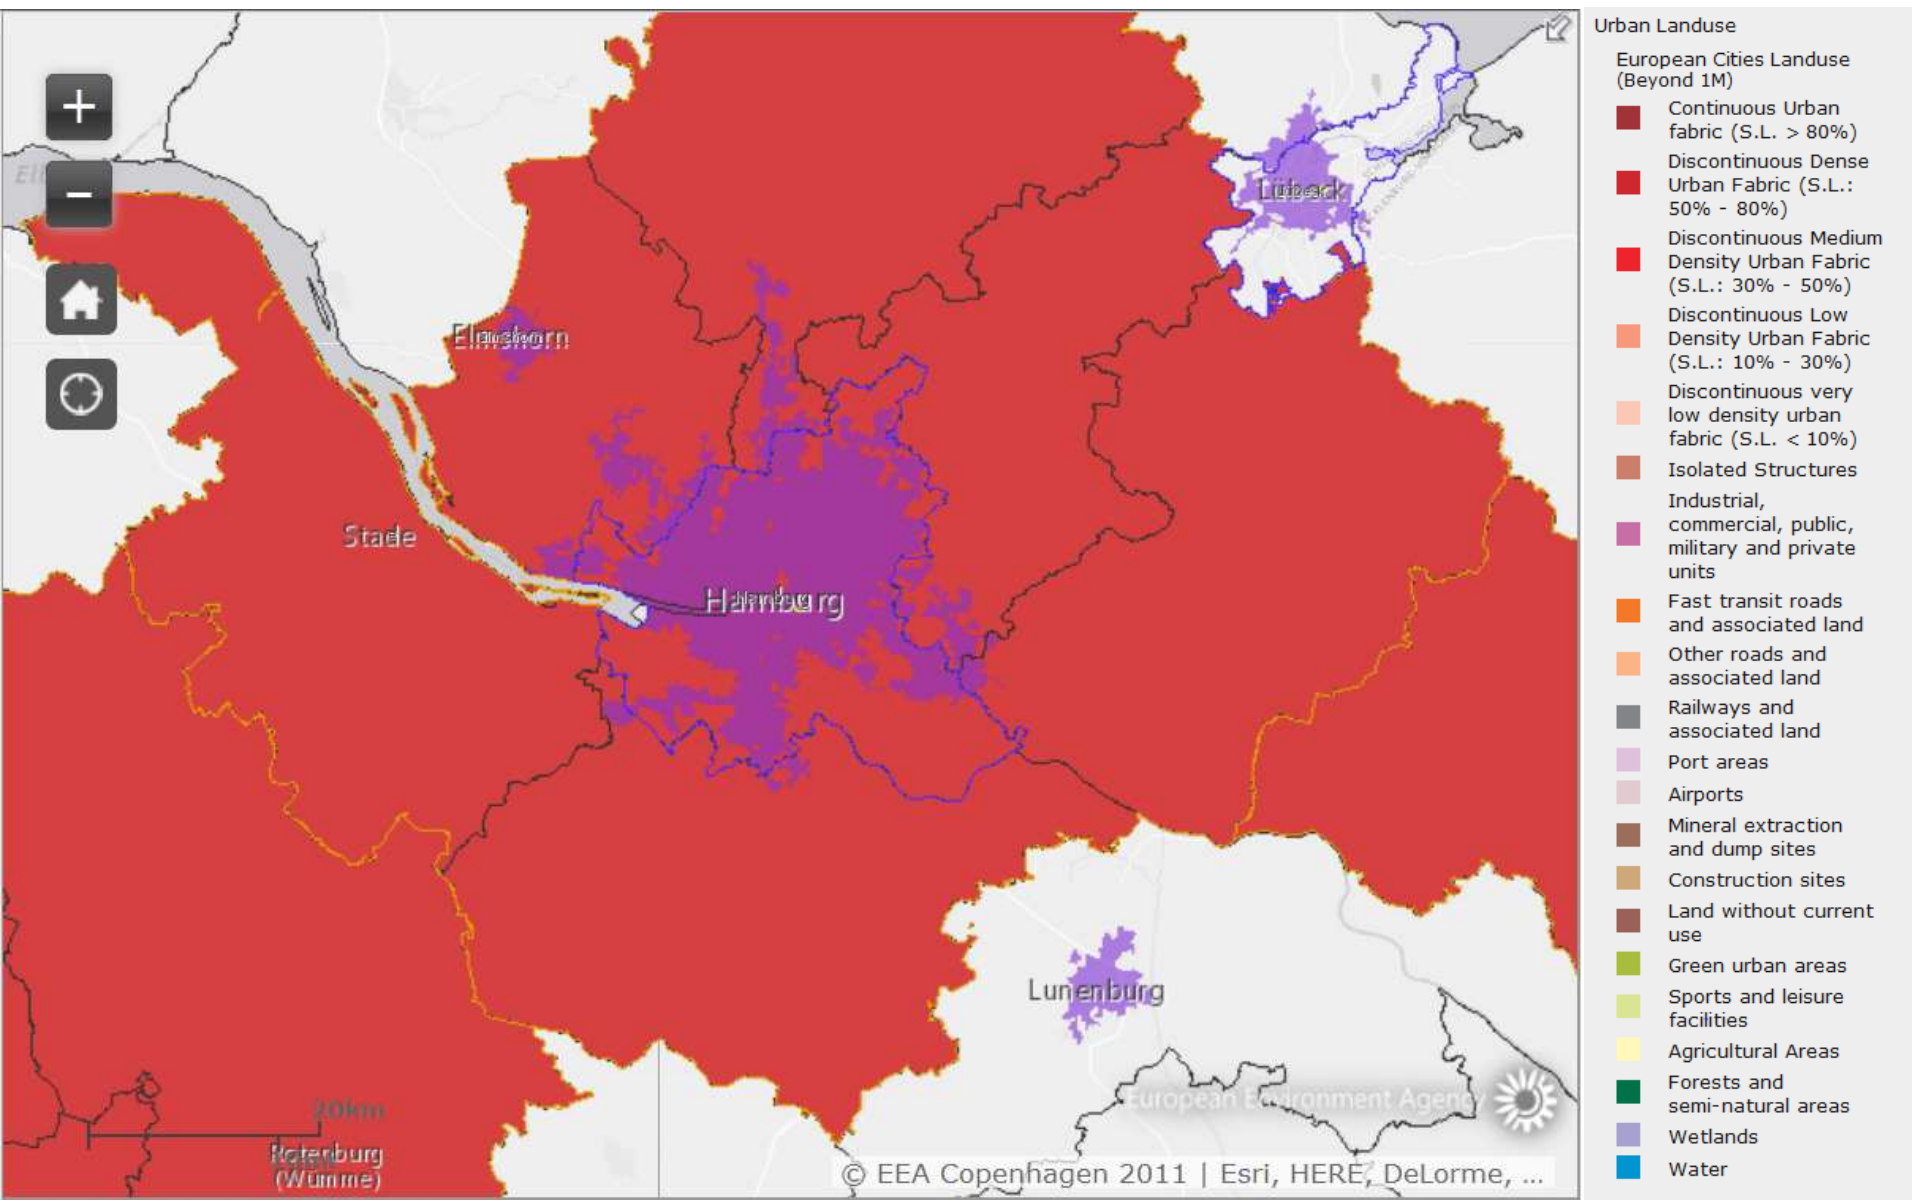 Urban Landuse
European Cities Landuse
(Beyond 1M)
Continuous Urban
fabric (S.L. > 80%)
Discontinuous Dense
Urban Fabric (S.L.:
50% - 80%)
Discontinuous Medium
Density Urban Fabric
(S.L.: 30% - 50%)
Discontinuous Low
Density Urban Fabric
(S.L.: 10% - 30%)
Discontinuous very
low density urban
fabric (S.L. < 10%)
Isolated Structures
Industrial,
commercial, public,
military and private
units
Fast transit roads
and associated land
Other roads and
associated land
Railways and
associated land
Port areas
Airports
Mineral extraction
and dump sites
Construction sites
Land without current
use
Green urban areas
Sports and leisure
facilities
Agricultural Areas
Forests and
semi-natural areas
Wetlands
Water
+
−
Lübeck
Elmshorn
Stade
Hamburg
Lunenburg
20km
Rotenburg
(Wümme)
European Environment Agency
© EEA Copenhagen 2011 | Esri, HERE, DeLorme, ...